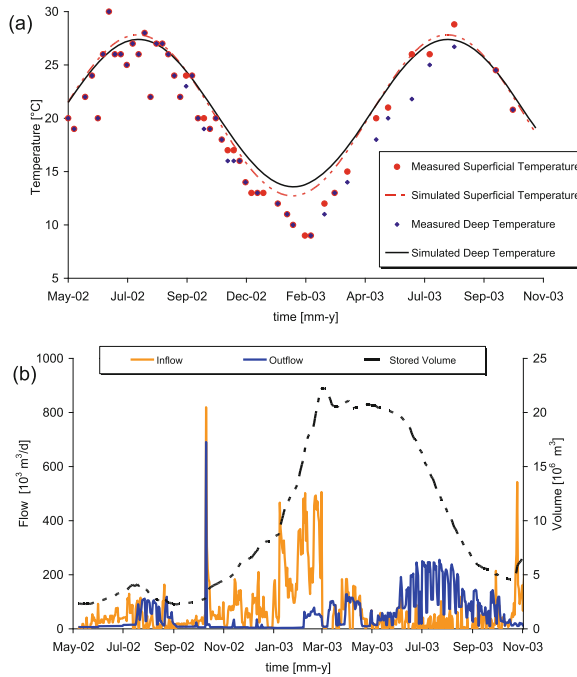 (a)
30
25
20
15
10
5
Temperature [°C]
Measured Superficial Temperature
Simulated Superficial Temperature
Measured Deep Temperature
Simulated Deep Temperature
May-02 Jul-02 Sep-02 Dec-02 Feb-03 Apr-03 Jul-03 Sep-03 Nov-03
time [mm-y]
(b)
Inflow Outflow Stored Volume
1000
800
600
400
200
0
Flow [10³ m³/d]
25
20
15
10
5
0
Volume [10⁶ m³]
May-02 Jul-02 Sep-02 Nov-02 Jan-03 Mar-03 May-03 Jul-03 Sep-03 Nov-03
time [mm-y]